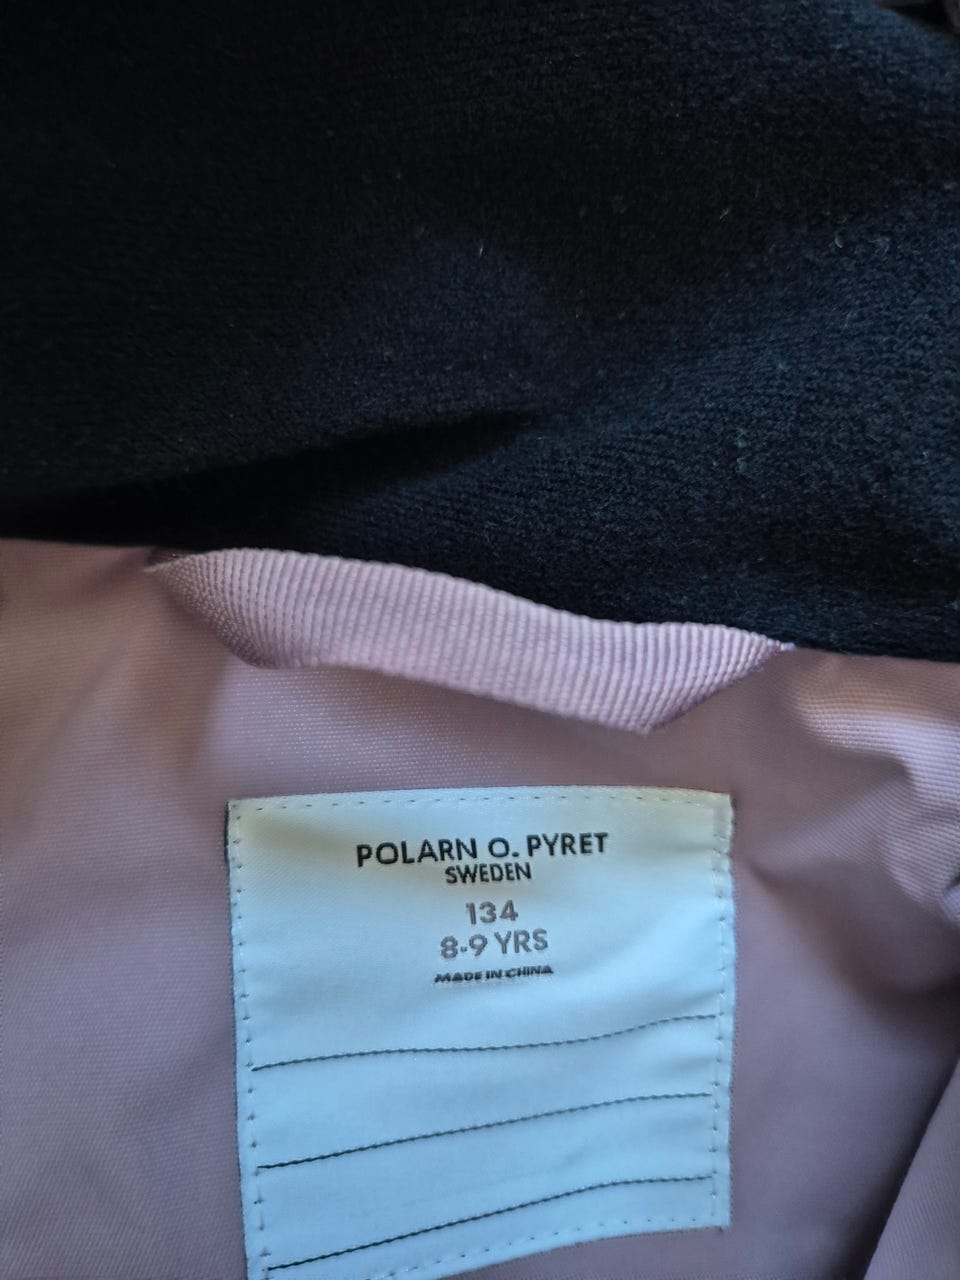 POLARN O. PYRET
SWEDEN
134
8-9 YRS
MADE IN CHINA